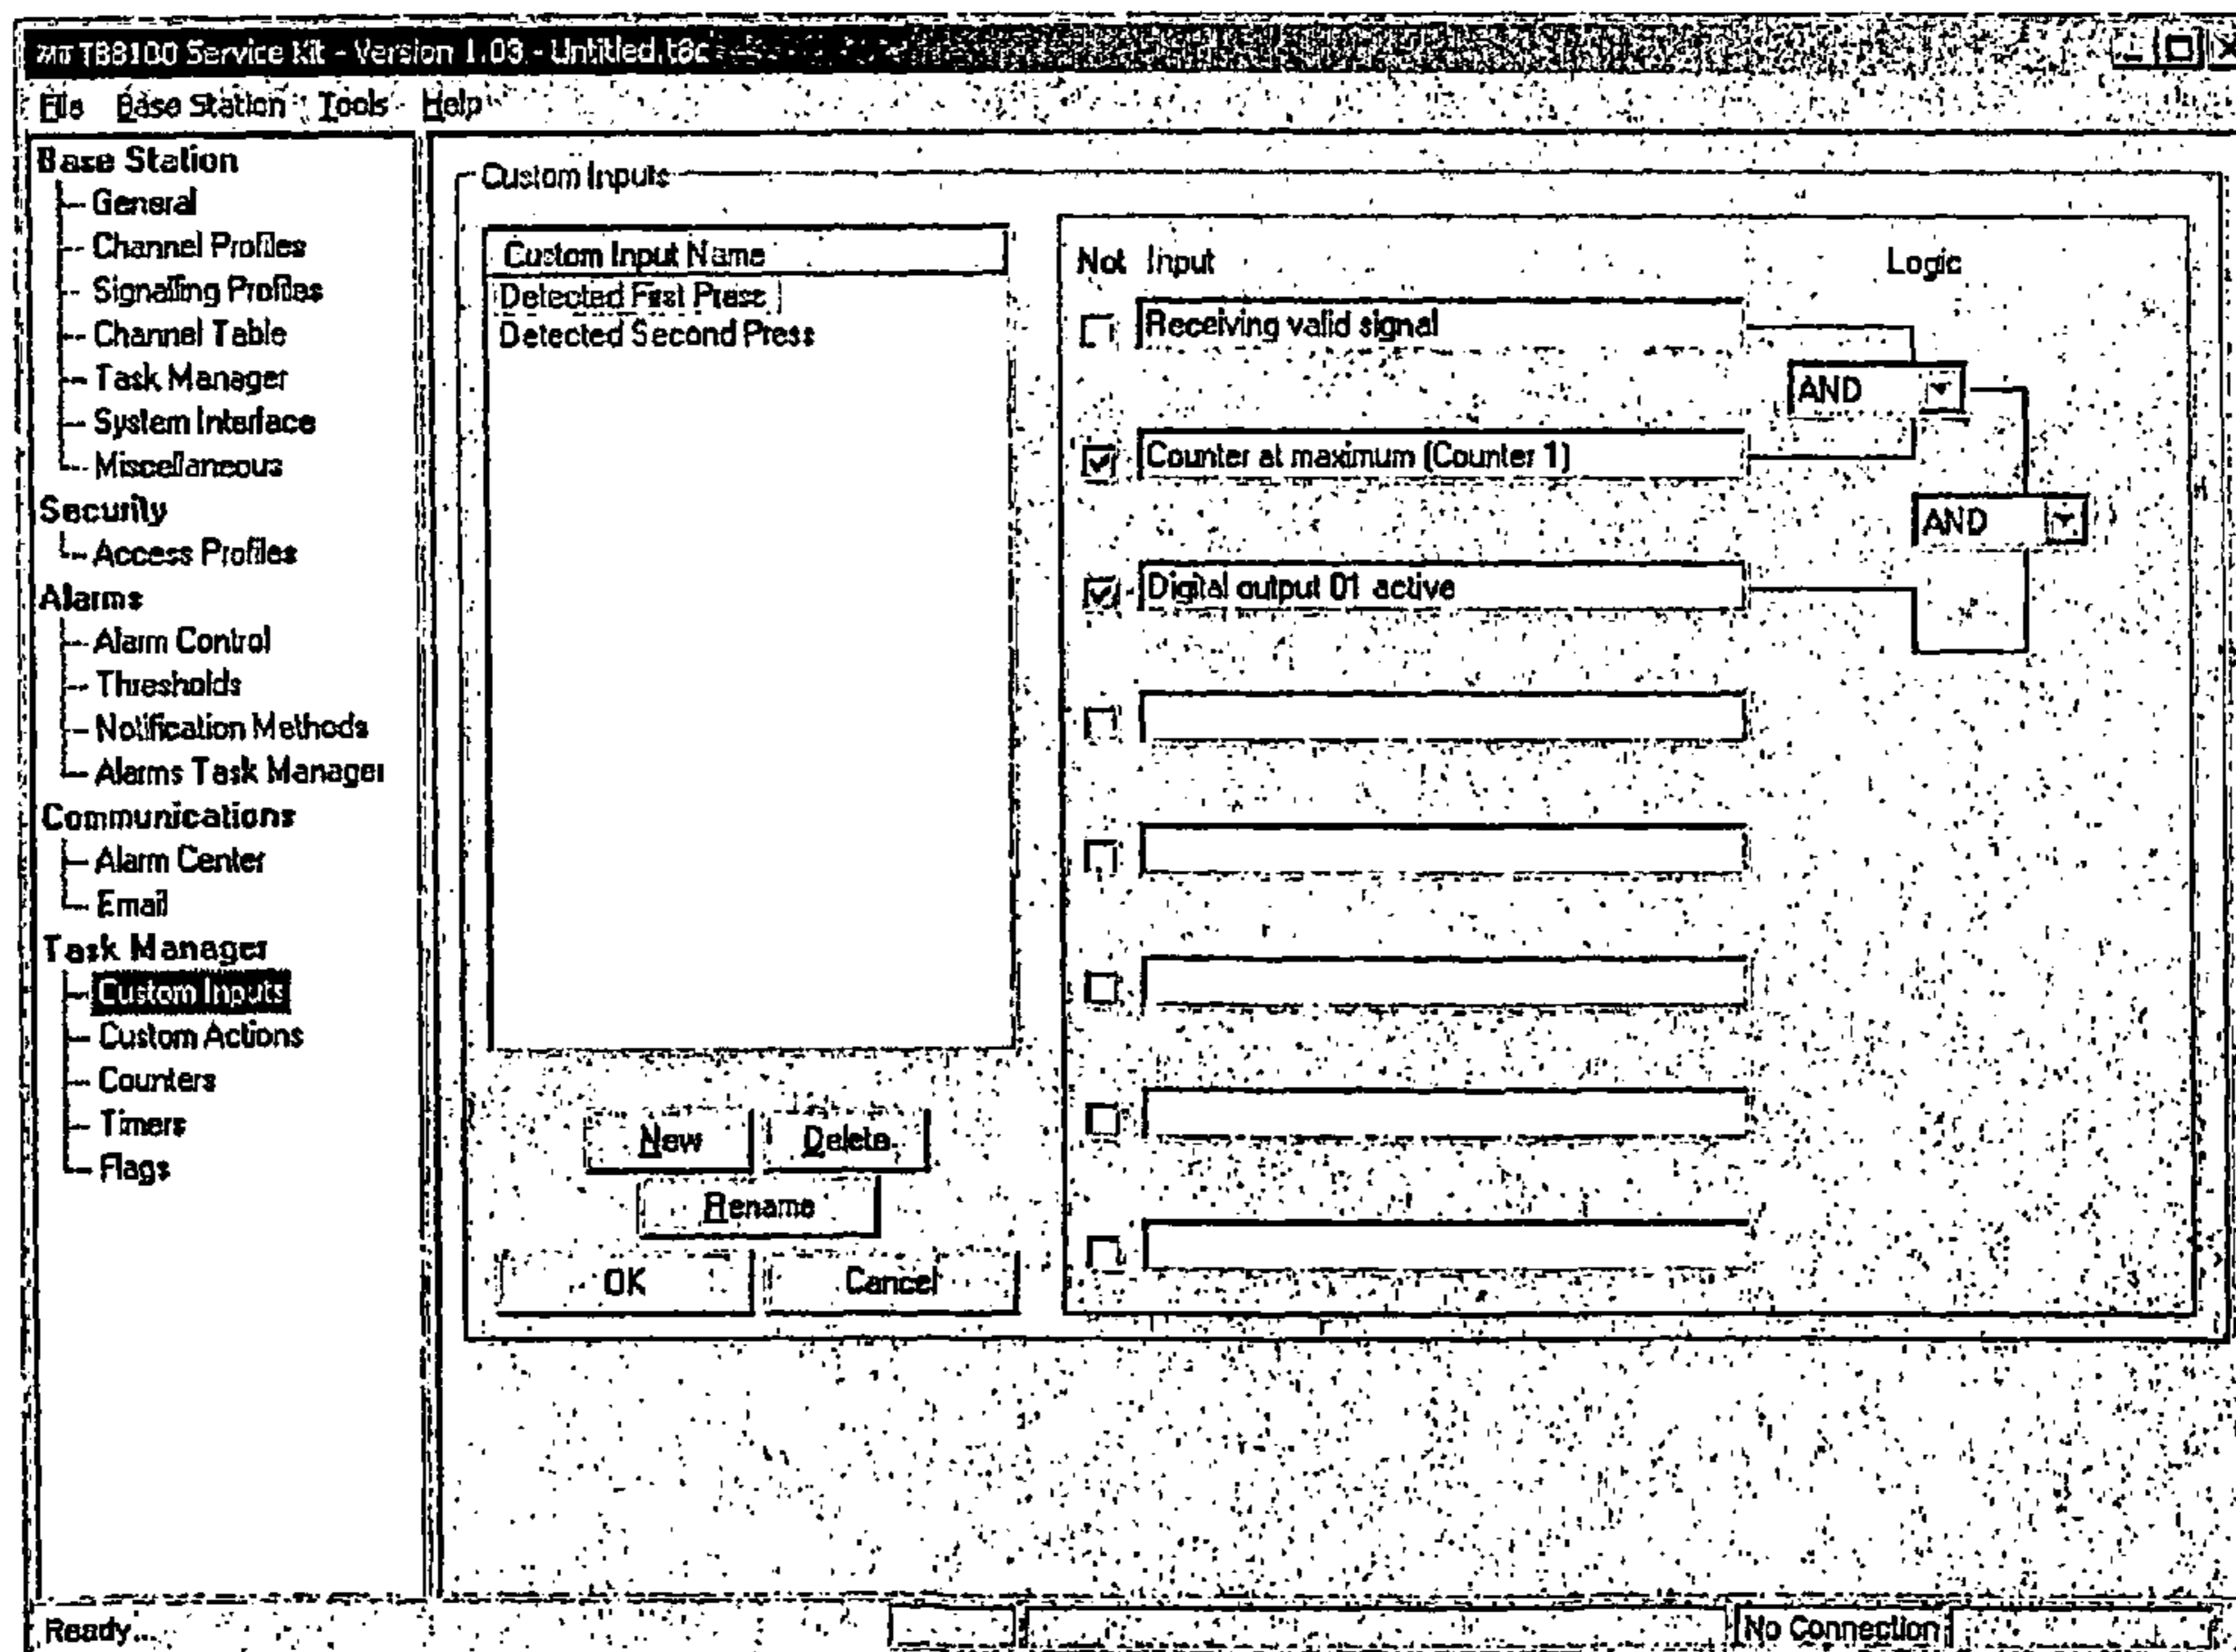 TB8100 Service Kit - Version 1.03 - Untitled.t8c
File Base Station Tools Help
Base Station
General
Channel Profiles
Signalling Profiles
Channel Table
Task Manager
System Interface
Miscellaneous
Security
Access Profiles
Alarms
Alarm Control
Thresholds
Notification Methods
Alarms Task Manager
Communications
Alarm Center
Email
Task Manager
Custom Inputs
Custom Actions
Counters
Timers
Flags
Custom Inputs
Custom Input Name
Detected First Press
Detected Second Press
New Delete
Rename
OK Cancel
Not Input Logic
Receiving valid signal
AND
Counter at maximum (Counter 1)
AND
Digital output 01 active
Ready...
No Connection